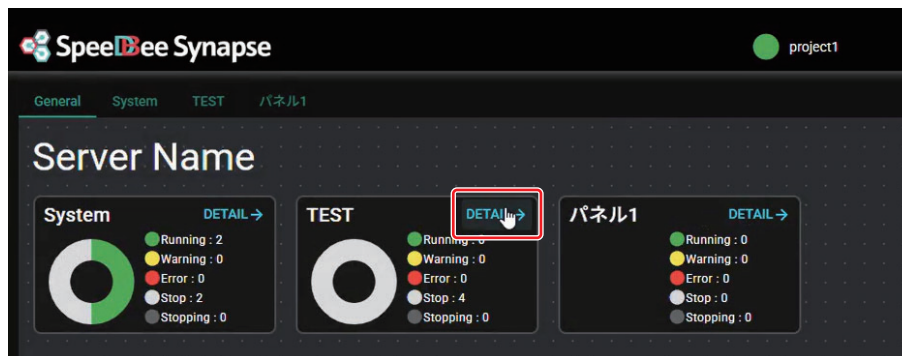 SpeeDBee Synapse
project1
General System TEST パネル1
Server Name
System DETAIL→
Running : 2
Warning : 0
Error : 0
Stop : 2
Stopping : 0
TEST DETAIL→
Running : 0
Warning : 0
Error : 0
Stop : 4
Stopping : 0
パネル1 DETAIL→
Running : 0
Warning : 0
Error : 0
Stop : 0
Stopping : 0